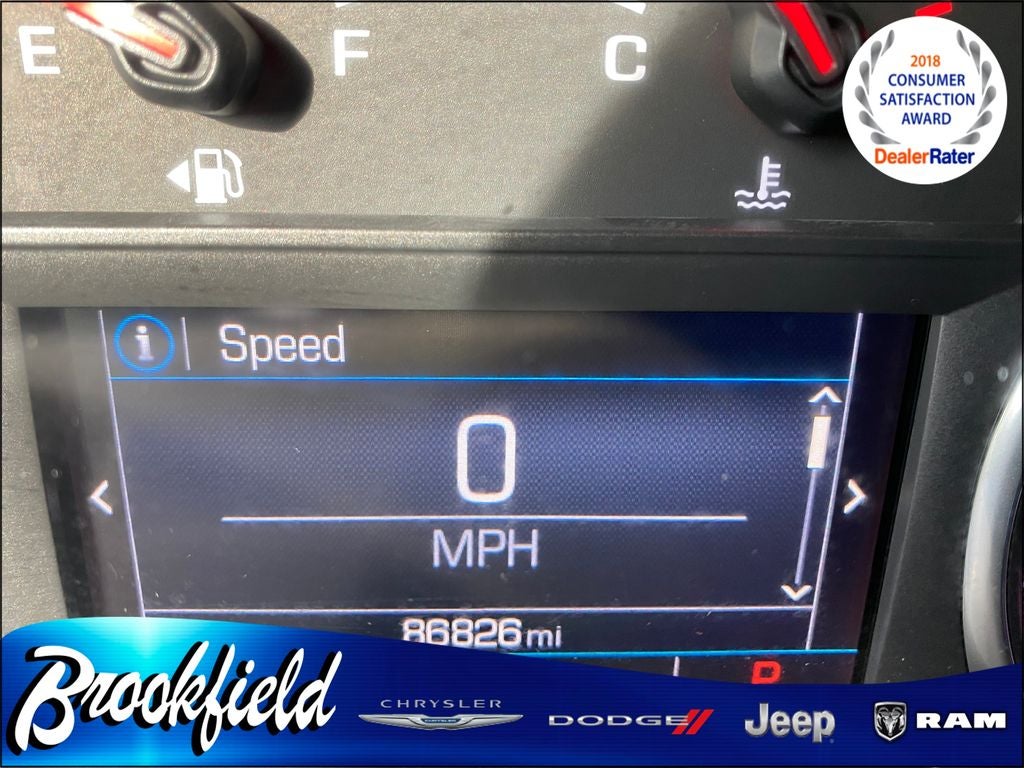 E F C
2018
CONSUMER
SATISFACTION
AWARD
DealerRater
i Speed
0
MPH
86826 mi
P
Brookfield
CHRYSLER
DODGE
Jeep
RAM